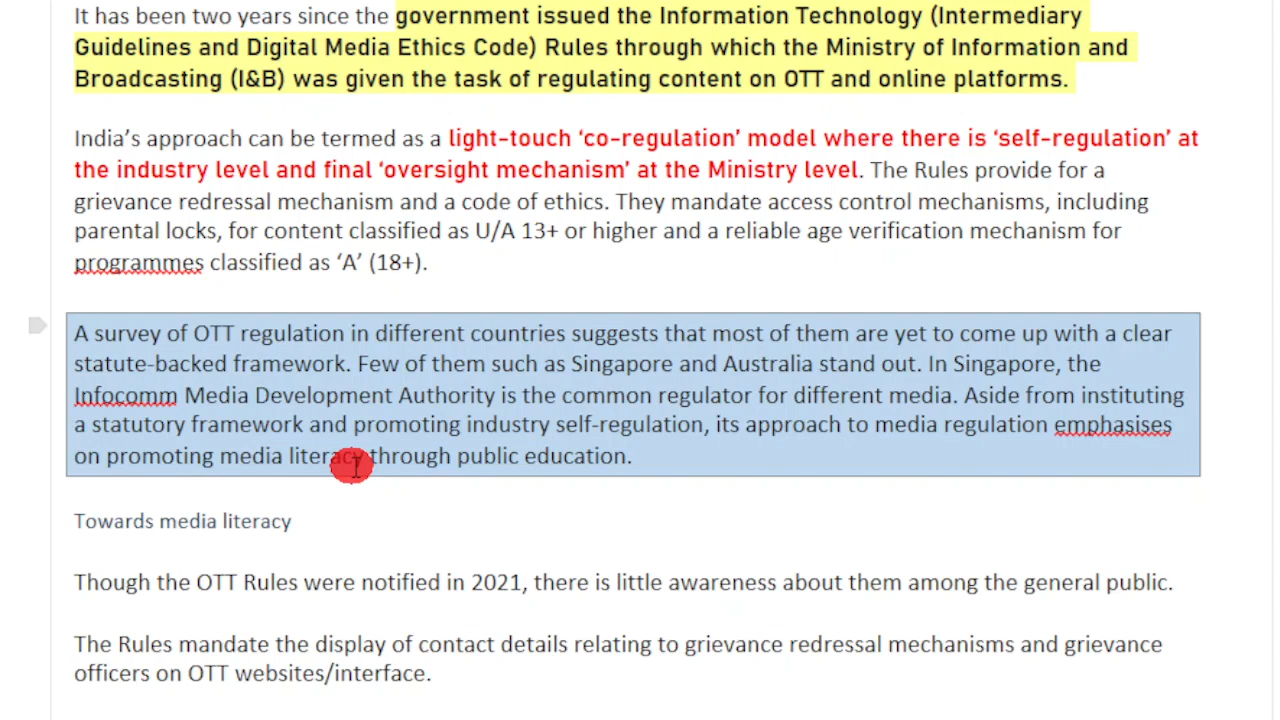 It has been two years since the government issued the Information Technology (Intermediary
Guidelines and Digital Media Ethics Code) Rules through which the Ministry of Information and
Broadcasting (I&B) was given the task of regulating content on OTT and online platforms.
India’s approach can be termed as a light-touch ‘co-regulation’ model where there is ‘self-regulation’ at
the industry level and final ‘oversight mechanism’ at the Ministry level. The Rules provide for a
grievance redressal mechanism and a code of ethics. They mandate access control mechanisms, including
parental locks, for content classified as U/A 13+ or higher and a reliable age verification mechanism for
programmes classified as ‘A’ (18+).
A survey of OTT regulation in different countries suggests that most of them are yet to come up with a clear
statute-backed framework. Few of them such as Singapore and Australia stand out. In Singapore, the
Infocomm Media Development Authority is the common regulator for different media. Aside from instituting
a statutory framework and promoting industry self-regulation, its approach to media regulation emphasises
on promoting media literacy through public education.
Towards media literacy
Though the OTT Rules were notified in 2021, there is little awareness about them among the general public.
The Rules mandate the display of contact details relating to grievance redressal mechanisms and grievance
officers on OTT websites/interface.